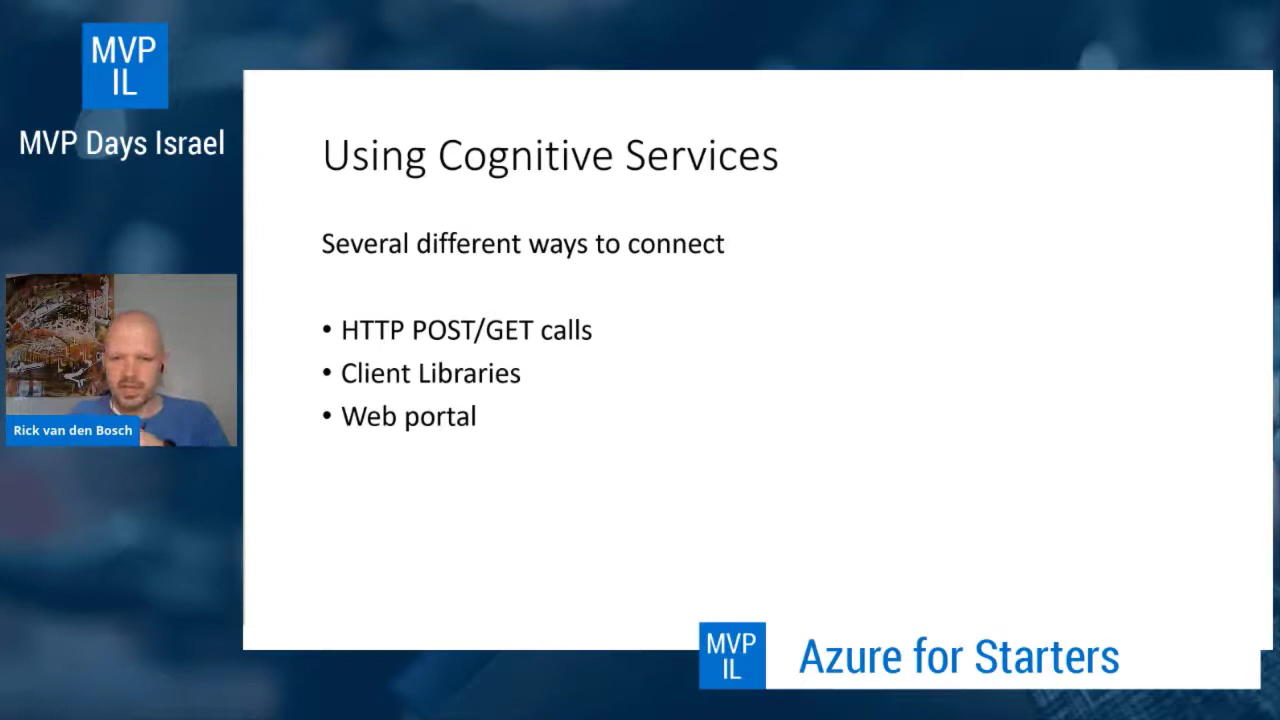 MVP
IL
MVP Days Israel
Using Cognitive Services
Several different ways to connect
• HTTP POST/GET calls
• Client Libraries
• Web portal
Rick van den Bosch
MVP
IL
Azure for Starters